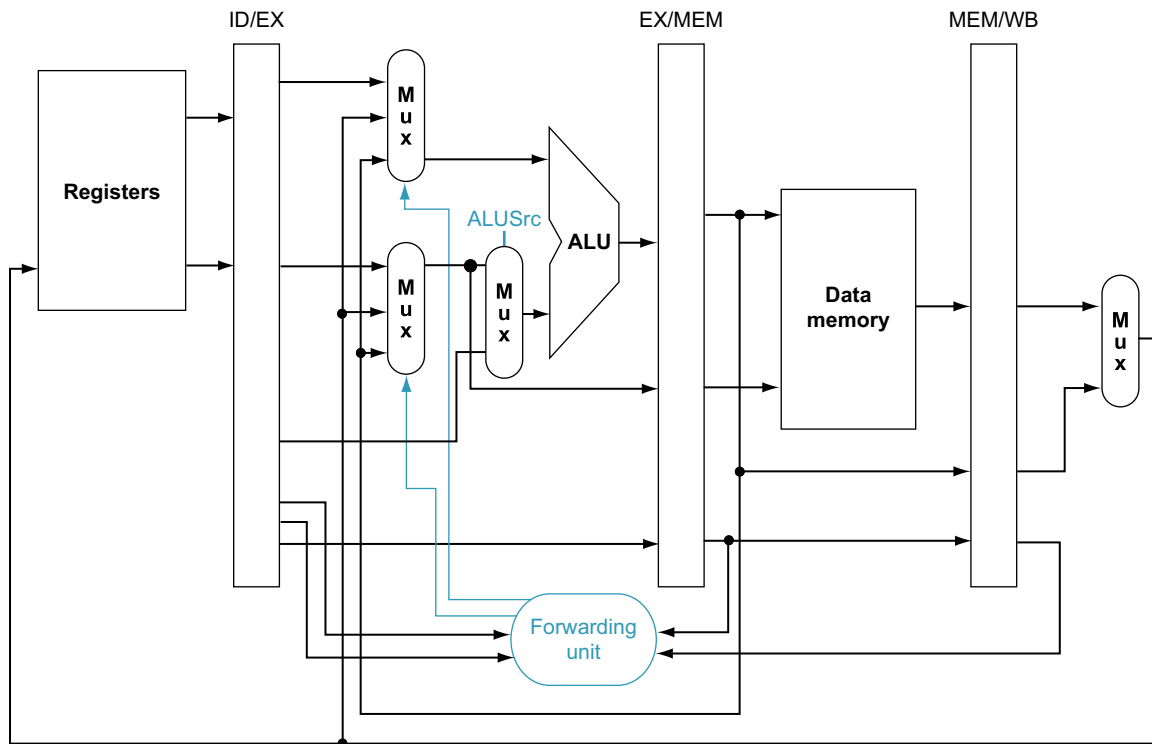 ID/EX
EX/MEM
MEM/WB
M
u
x
Registers
ALUSrc
ALU
M
u
x
M
u
x
Data
memory
M
u
x
Forwarding
unit